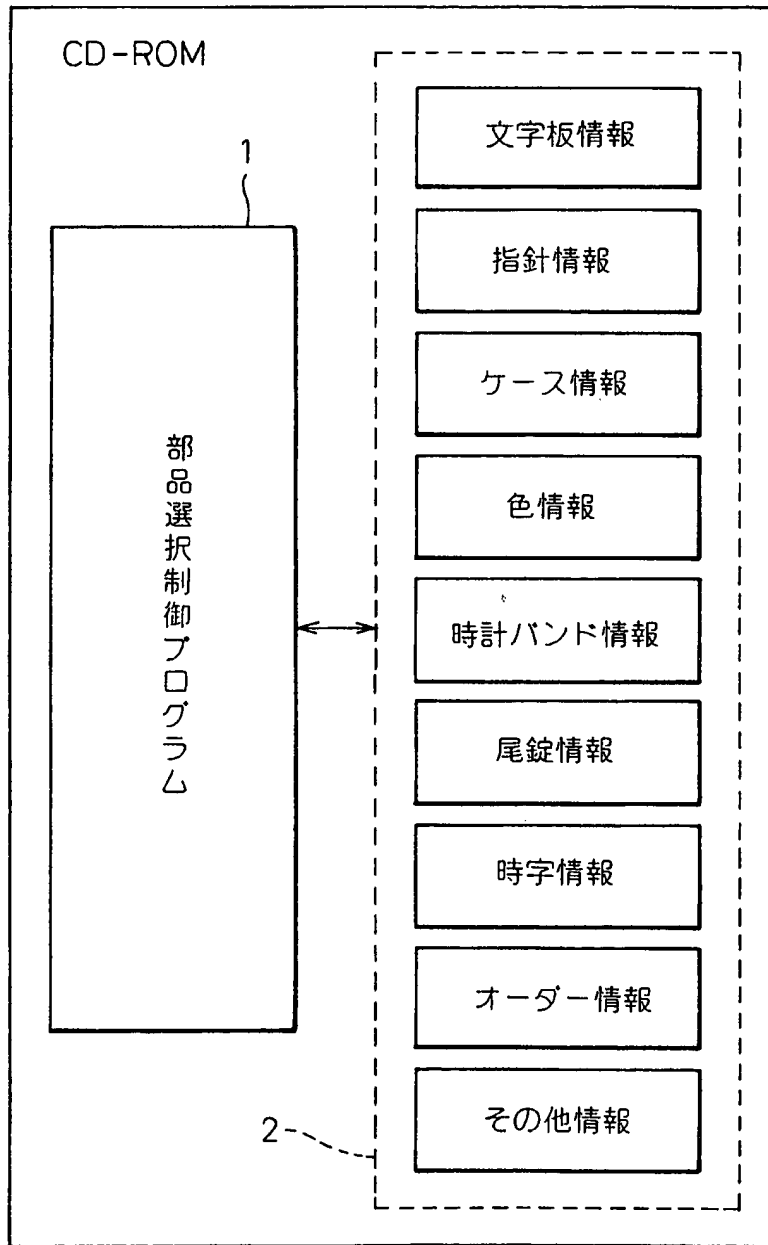 CD-ROM
1
部品選択制御プログラム
文字板情報
指針情報
ケース情報
色情報
時計バンド情報
尾錠情報
時字情報
オーダー情報
その他情報
2